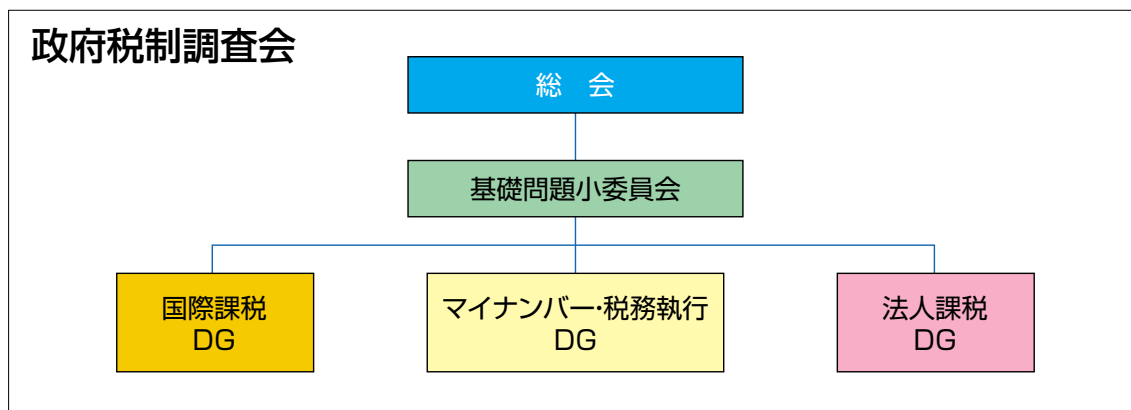 政府税制調査会
総　会
基礎問題小委員会
国際課税
DG
マイナンバー・税務執行
DG
法人課税
DG